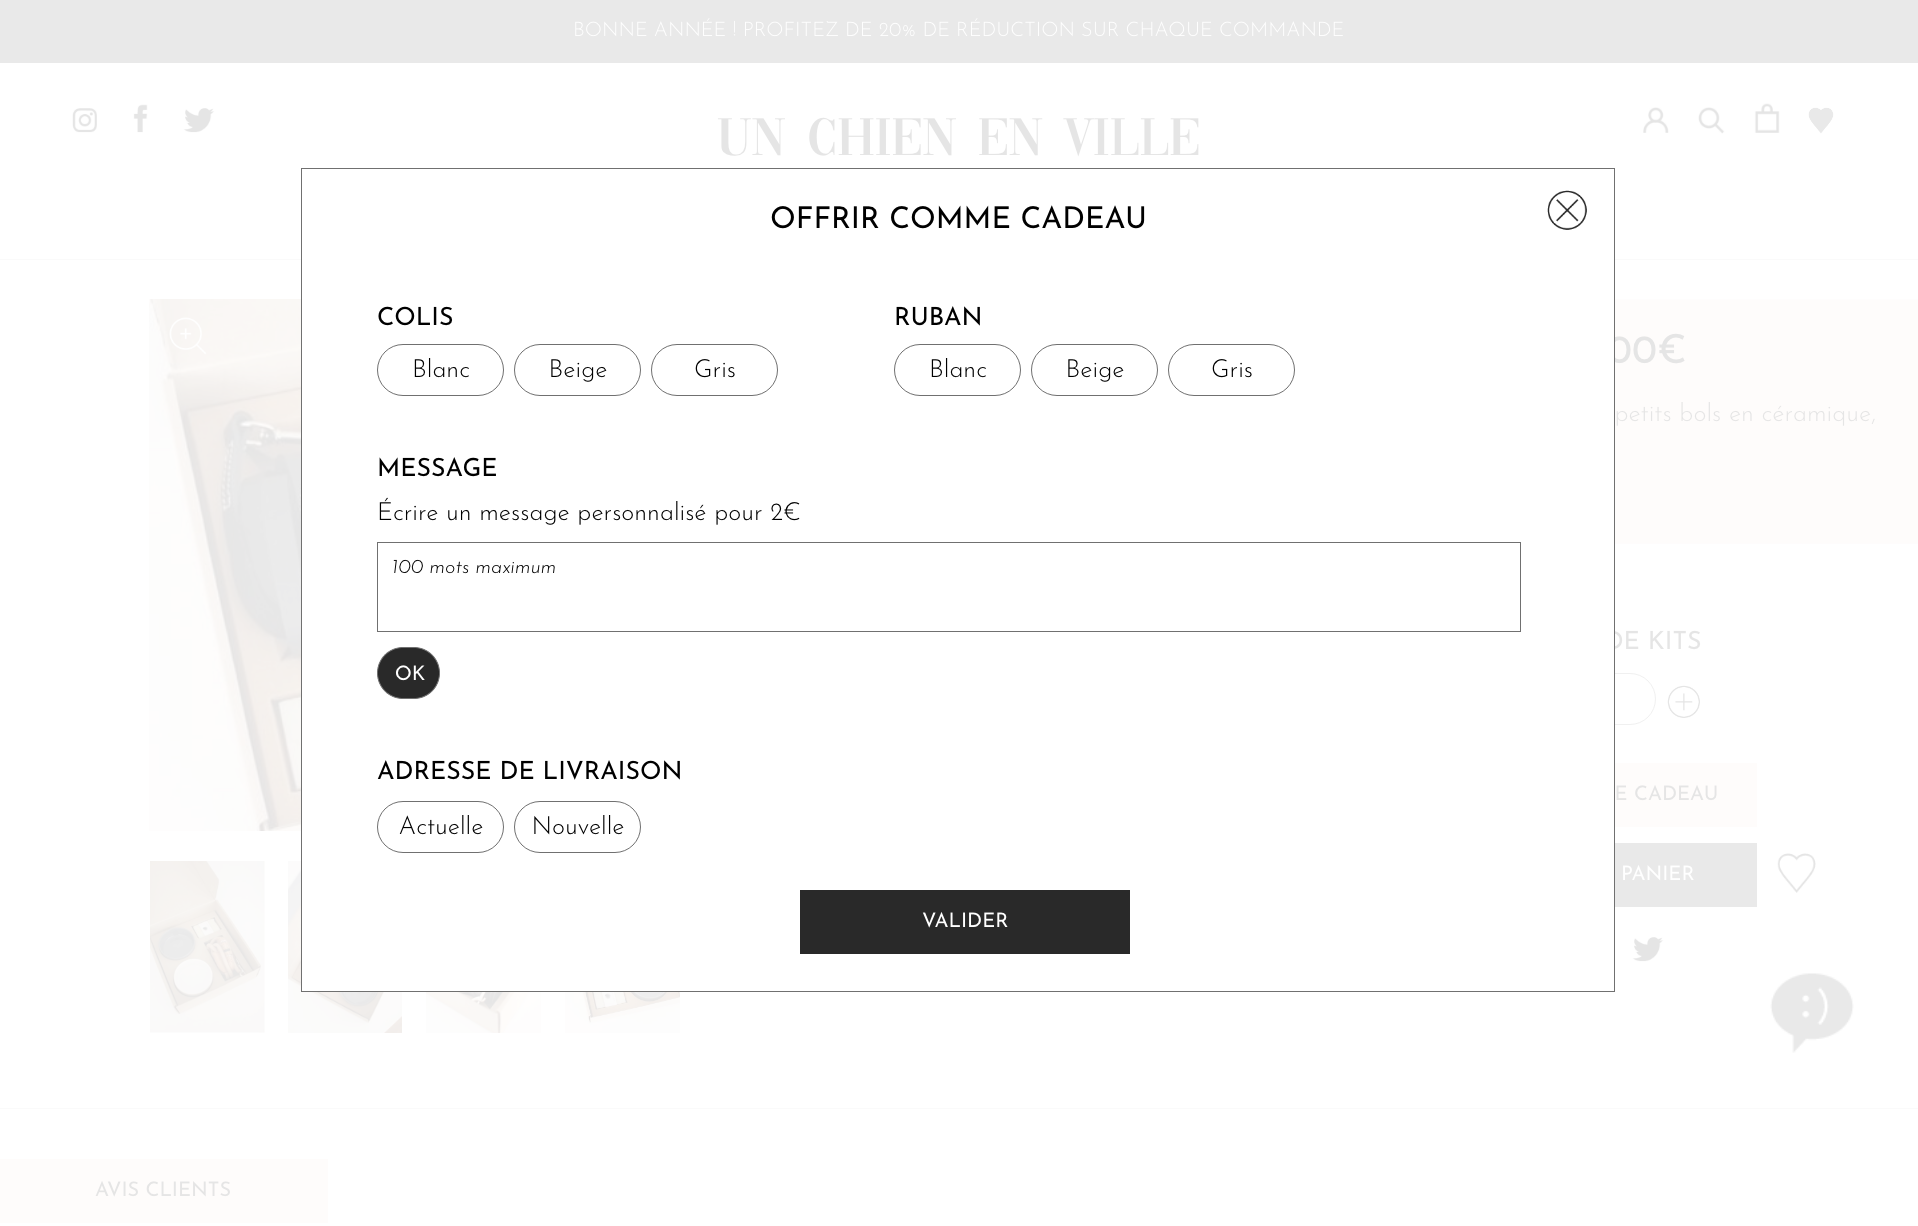 BONNE ANNÉE ! PROFITEZ DE 20% DE RÉDUCTION SUR CHAQUE COMMANDE
UN CHIEN EN VILLE
OFFRIR COMME CADEAU
COLIS
Blanc Beige Gris
RUBAN
Blanc Beige Gris
00€
petits bols en céramique,
MESSAGE
Écrire un message personnalisé pour 2€
100 mots maximum
OK
DE KITS
ADRESSE DE LIVRAISON
Actuelle Nouvelle
E CADEAU
PANIER
VALIDER
:)
AVIS CLIENTS